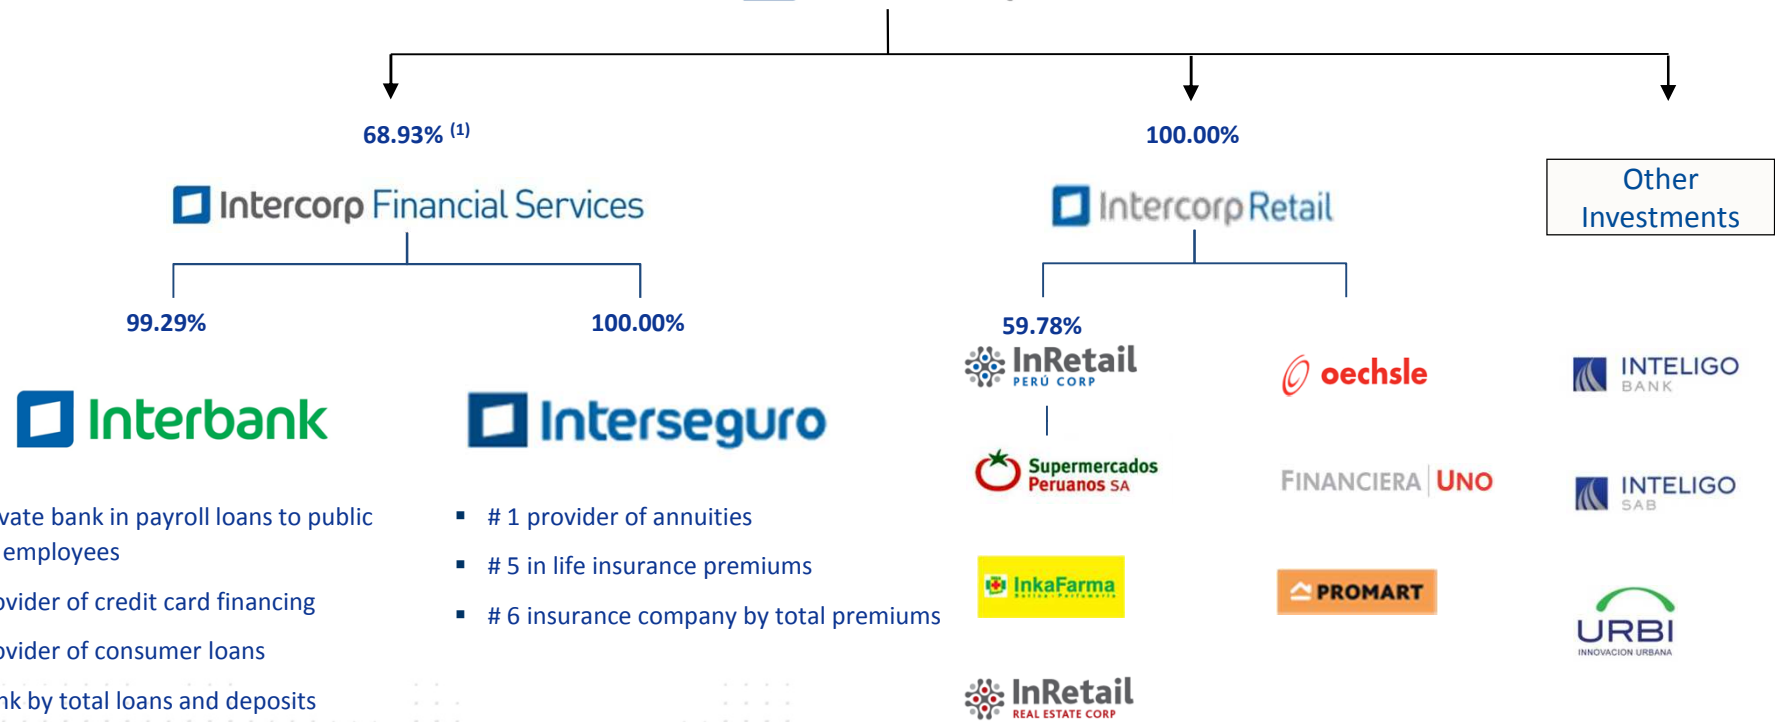 68.93% (1)
100.00%
Intercorp Financial Services
Intercorp Retail
Other
Investments
99.29%
100.00%
59.78%
Interbank
Interseguro
InRetail
PERÚ CORP
oechsle
INTELIGO
BANK
Supermercados
Peruanos SA
FINANCIERA UNO
INTELIGO
SAB
InkaFarma
PROMART
URBI
INNOVACION URBANA
InRetail
REAL ESTATE CORP
vate bank in payroll loans to public
employees
ovider of credit card financing
ovider of consumer loans
nk by total loans and deposits
▪ # 1 provider of annuities
▪ # 5 in life insurance premiums
▪ # 6 insurance company by total premiums